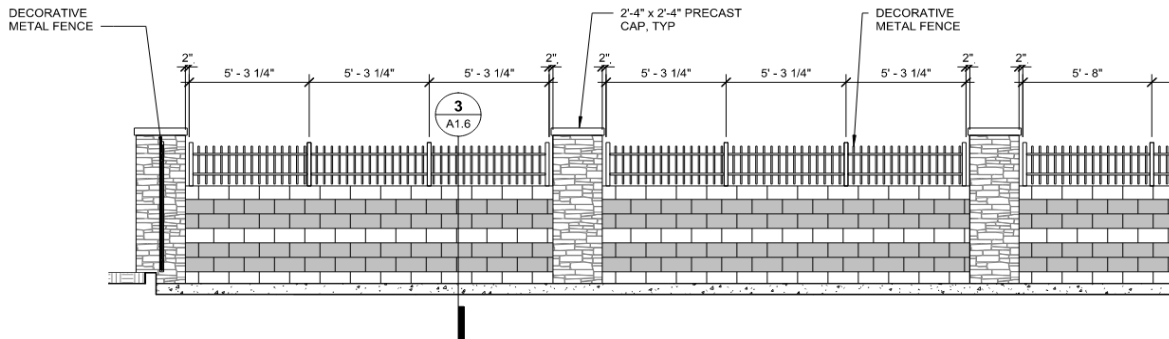 DECORATIVE
METAL FENCE
2'-4" x 2'-4" PRECAST
CAP, TYP
DECORATIVE
METAL FENCE
2" 5' - 3 1/4" 5' - 3 1/4" 5' - 3 1/4" 2" 2" 5' - 3 1/4" 5' - 3 1/4" 5' - 3 1/4" 2" 2" 5' - 8"
3
A1.6